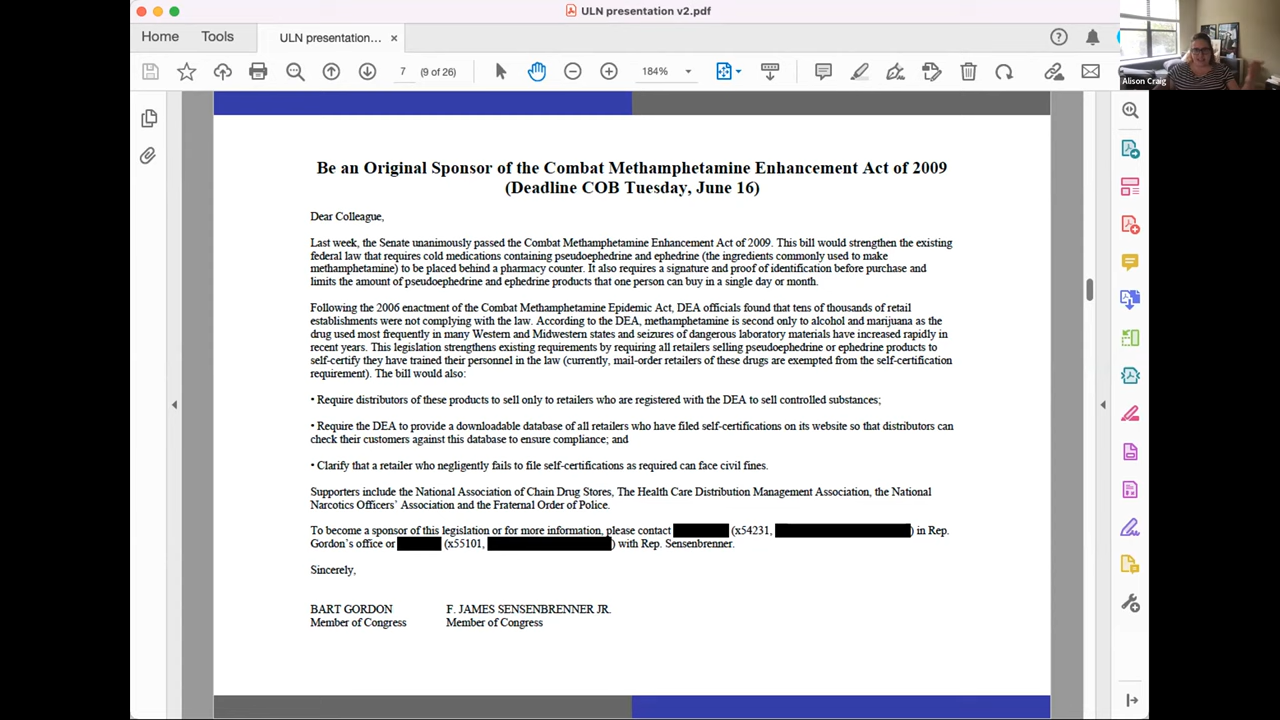 ULN presentation v2.pdf
Home
Tools
ULN presentation...
7
(9 of 26)
184%
Alison Craig
Be an Original Sponsor of the Combat Methamphetamine Enhancement Act of 2009
(Deadline COB Tuesday, June 16)
Dear Colleague,
Last week, the Senate unanimously passed the Combat Methamphetamine Enhancement Act of 2009. This bill would strengthen the existing
federal law that requires cold medications containing pseudoephedrine and ephedrine (the ingredients commonly used to make
methamphetamine) to be placed behind a pharmacy counter. It also requires a signature and proof of identification before purchase and
limits the amount of pseudoephedrine and ephedrine products that one person can buy in a single day or month.
Following the 2006 enactment of the Combat Methamphetamine Epidemic Act, DEA officials found that tens of thousands of retail
establishments were not complying with the law. According to the DEA, methamphetamine is second only to alcohol and marijuana as the
drug used most frequently in many Western and Midwestern states and seizures of dangerous laboratory materials have increased rapidly in
recent years. This legislation strengthens existing requirements by requiring all retailers selling pseudoephedrine or ephedrine products to
self-certify they have trained their personnel in the law (currently, mail-order retailers of these drugs are exempted from the self-certification
requirement). The bill would also:
• Require distributors of these products to sell only to retailers who are registered with the DEA to sell controlled substances;
• Require the DEA to provide a downloadable database of all retailers who have filed self-certifications on its website so that distributors can
check their customers against this database to ensure compliance; and
• Clarify that a retailer who negligently fails to file self-certifications as required can face civil fines.
Supporters include the National Association of Chain Drug Stores, The Health Care Distribution Management Association, the National
Narcotics Officers' Association and the Fraternal Order of Police.
To become a sponsor of this legislation or for more information, please contact (x54231, ) in Rep.
Gordon's office or (x55101, ) with Rep. Sensenbrenner.
Sincerely,
BART GORDON F. JAMES SENSENBRENNER JR.
Member of Congress Member of Congress